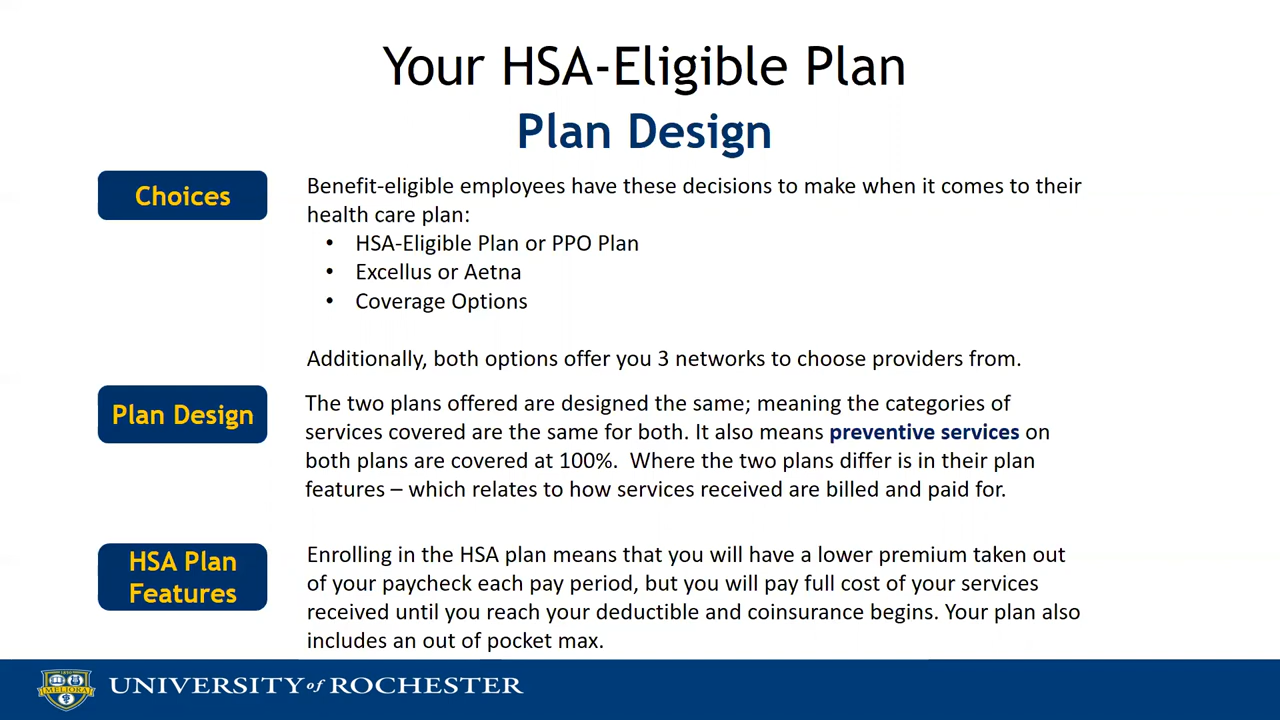 Your HSA-Eligible Plan
Plan Design
Choices
Benefit-eligible employees have these decisions to make when it comes to their
health care plan:
• HSA-Eligible Plan or PPO Plan
• Excellus or Aetna
• Coverage Options
Additionally, both options offer you 3 networks to choose providers from.
Plan Design
The two plans offered are designed the same; meaning the categories of
services covered are the same for both. It also means preventive services on
both plans are covered at 100%. Where the two plans differ is in their plan
features – which relates to how services received are billed and paid for.
HSA Plan
Features
Enrolling in the HSA plan means that you will have a lower premium taken out
of your paycheck each pay period, but you will pay full cost of your services
received until you reach your deductible and coinsurance begins. Your plan also
includes an out of pocket max.
MELIORA
UNIVERSITY of ROCHESTER